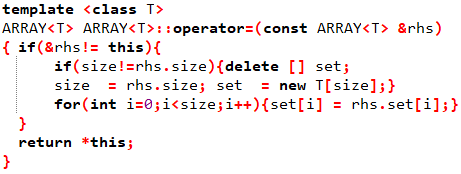 template <class T>
ARRAY<T> ARRAY<T>::operator=(const ARRAY<T> &rhs)
{ if(&rhs!= this){
if(size!=rhs.size){delete [] set;
size  = rhs.size; set  = new T[size];}
for(int i=0;i<size;i++){set[i] = rhs.set[i];}
}
return *this;
}